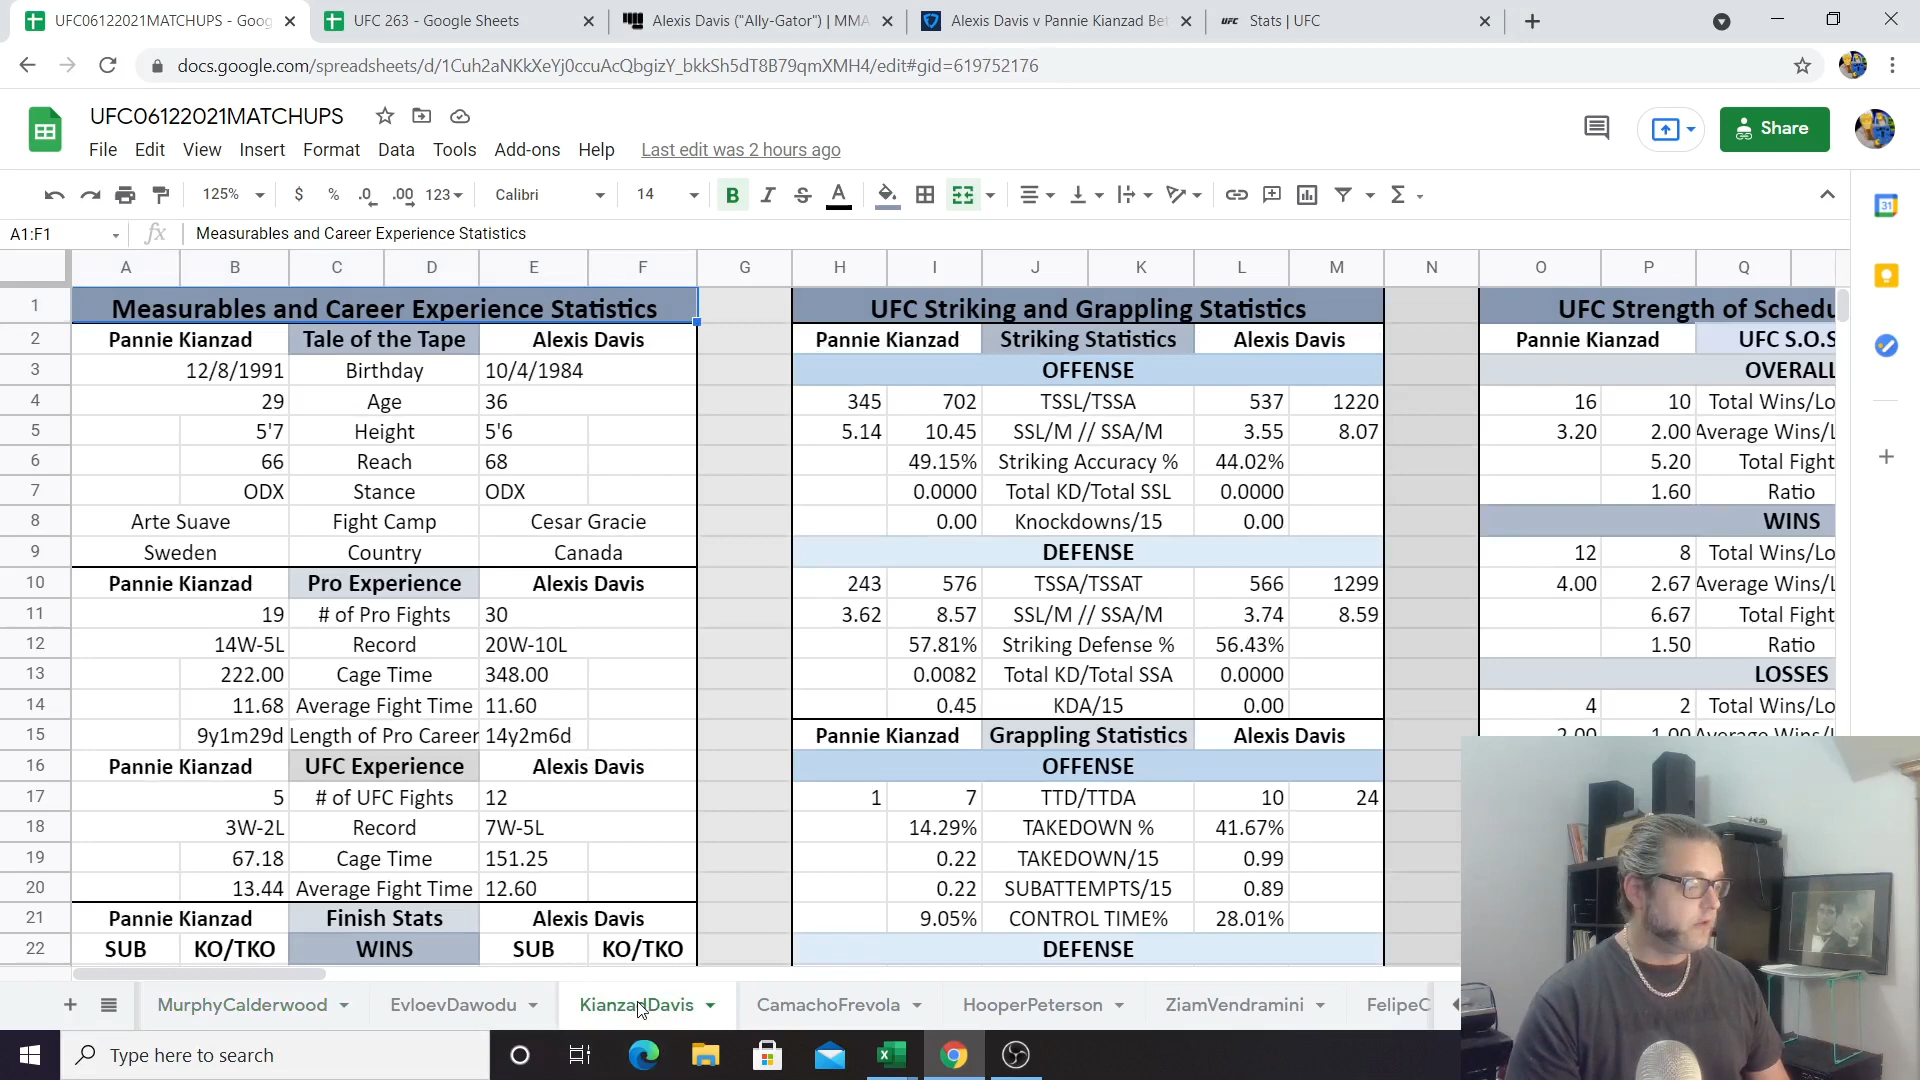 UFC06122021MATCHUPS - Goog
UFC 263 - Google Sheets
Alexis Davis ("Ally-Gator") | MMA
Alexis Davis v Pannie Kianzad Bet
UFC Stats | UFC
docs.google.com/spreadsheets/d/1Cuh2aNKkXeYj0ccuAcQbgizY_bkkSh5dT8B79qmXMH4/edit#gid=619752176
UFC06122021MATCHUPS
File Edit View Insert Format Data Tools Add-ons Help Last edit was 2 hours ago
Share
125% $ % .0 .00 123 Calibri 14 B I S A
31
A1:F1 fx Measurables and Career Experience Statistics
A B C D E F G H I J K L M N O P Q
1 Measurables and Career Experience Statistics UFC Striking and Grappling Statistics UFC Strength of Schedu
2 Pannie Kianzad Tale of the Tape Alexis Davis Pannie Kianzad Striking Statistics Alexis Davis Pannie Kianzad UFC S.O.S
3 12/8/1991 Birthday 10/4/1984 OFFENSE OVERALL
4 29 Age 36 345 702 TSSL/TSSA 537 1220 16 10 Total Wins/Lo
5 5'7 Height 5'6 5.14 10.45 SSL/M // SSA/M 3.55 8.07 3.20 2.00 Average Wins/L
6 66 Reach 68 49.15% Striking Accuracy % 44.02% 5.20 Total Fight
7 ODX Stance ODX 0.0000 Total KD/Total SSL 0.0000 1.60 Ratio
8 Arte Suave Fight Camp Cesar Gracie 0.00 Knockdowns/15 0.00 WINS
9 Sweden Country Canada DEFENSE 12 8 Total Wins/Lo
10 Pannie Kianzad Pro Experience Alexis Davis 243 576 TSSA/TSSAT 566 1299 4.00 2.67 Average Wins/L
11 19 # of Pro Fights 30 3.62 8.57 SSL/M // SSA/M 3.74 8.59 6.67 Total Fight
12 14W-5L Record 20W-10L 57.81% Striking Defense % 56.43% 1.50 Ratio
13 222.00 Cage Time 348.00 0.0082 Total KD/Total SSA 0.0000 LOSSES
14 11.68 Average Fight Time 11.60 0.45 KDA/15 0.00 4 2 Total Wins/Lo
15 9y1m29d Length of Pro Career 14y2m6d Pannie Kianzad Grappling Statistics Alexis Davis 2.00 1.00 Average Wins/L
16 Pannie Kianzad UFC Experience Alexis Davis OFFENSE
17 5 # of UFC Fights 12 1 7 TTD/TTDA 10 24
18 3W-2L Record 7W-5L 14.29% TAKEDOWN % 41.67%
19 67.18 Cage Time 151.25 0.22 TAKEDOWN/15 0.99
20 13.44 Average Fight Time 12.60 0.22 SUBATTEMPTS/15 0.89
21 Pannie Kianzad Finish Stats Alexis Davis 9.05% CONTROL TIME% 28.01%
22 SUB KO/TKO WINS SUB KO/TKO DEFENSE
MurphyCalderwood EvloevDawodu KianzadDavis CamachoFrevola HooperPeterson ZiamVendramini FelipeC
Type here to search